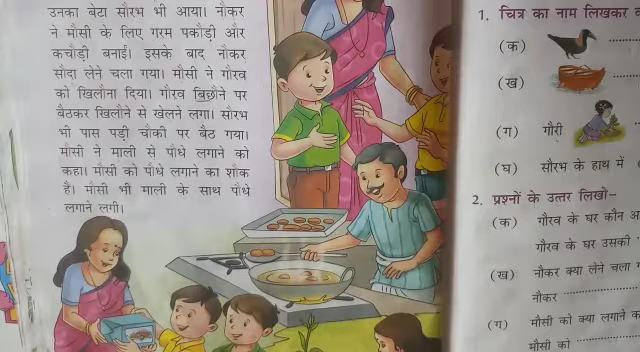 उनका बेटा सौरभ भी आया। नौकर
ने मौसी के लिए गरम पकौड़ी और
कचौड़ी बनाई। इसके बाद नौकर
सौदा लेने चला गया। मौसी ने गौरव
को खिलौना दिया। गौरव बिछौने पर
बैठकर खिलौने से खेलने लगा। सौरभ
भी पास पड़ी चौकी पर बैठ गया।
मौसी ने माली से पौधे लगाने को
कहा। मौसी को पौधे लगाने का शौक
है। मौसी भी माली के साथ पौधे
लगाने लगी।
1. चित्र का नाम लिखकर
(क)
(ख)
(ग) गौरी
(घ) सौरभ के हाथ में
2. प्रश्नों के उत्तर लिखो–
(क) गौरव के घर कौन
गौरव के घर उसकी
(ख) नौकर क्या लेने चला
नौकर
(ग) मौसी को क्या लगाने
मौसी को